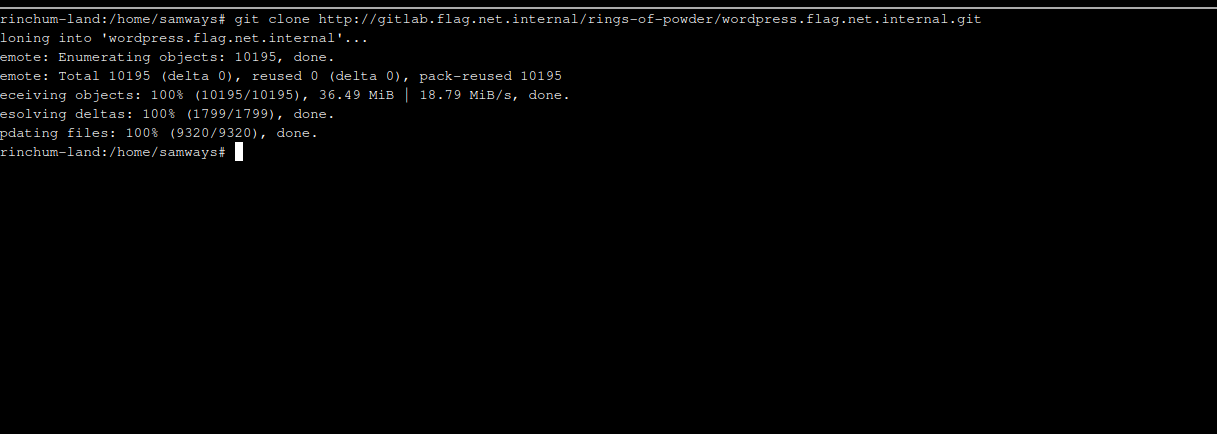 rinchum-land:/home/samways# git clone http://gitlab.flag.net.internal/rings-of-powder/wordpress.flag.net.internal.git
loning into 'wordpress.flag.net.internal'...
emote: Enumerating objects: 10195, done.
emote: Total 10195 (delta 0), reused 0 (delta 0), pack-reused 10195
eceiving objects: 100% (10195/10195), 36.49 MiB | 18.79 MiB/s, done.
esolving deltas: 100% (1799/1799), done.
pdating files: 100% (9320/9320), done.
rinchum-land:/home/samways#